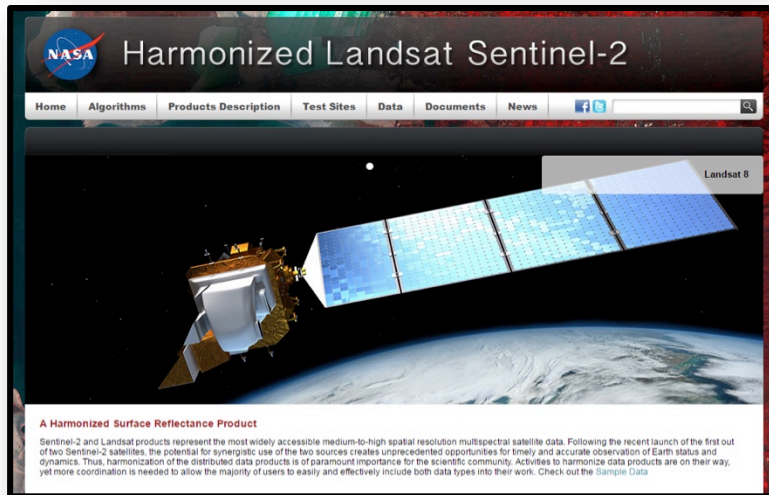 NASA
Harmonized Landsat Sentinel-2
Home Algorithms Products Description Test Sites Data Documents News
Landsat 8
A Harmonized Surface Reflectance Product
Sentinel-2 and Landsat products represent the most widely accessible medium-to-high spatial resolution multispectral satellite data. Following the recent launch of the first out
of two Sentinel-2 satellites, the potential for synergistic use of the two sources creates unprecedented opportunities for timely and accurate observation of Earth status and
dynamics. Thus, harmonization of the distributed data products is of paramount importance for the scientific community. Activities to harmonize data products are on their way,
yet more coordination is needed to allow the majority of users to easily and effectively include both data types into their work. Check out the Sample Data